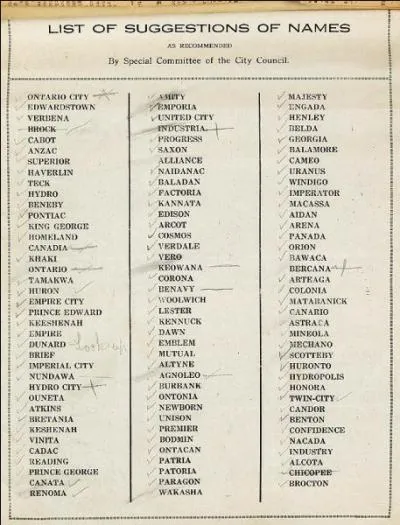 LIST OF SUGGESTIONS OF NAMES
AS RECOMMENDED
By Special Committee of the City Council.
ONTARIO CITY
EDWARDSTOWN
VERBENA
BROCK
CABOT
ANZAC
SUPERIOR
HAVERLIN
TECK
HYDRO
BENEBY
PONTIAC
KING GEORGE
HOMELAND
CANADIA
KHAKI
ONTARIO
TAMAKWA
HURON
EMPIRE CITY
PRINCE EDWARD
KEESHENAH
EMPIRE
DUNARD
BRIEF
IMPERIAL CITY
NUNDAWA
HYDRO CITY
OUNETA
ATKINS
BRETANIA
KESHENAH
VINITA
CADAC
READING
PRINCE GEORGE
CANATA
RENOMA
AMITY
EMPORIA
UNITED CITY
INDUSTRIA
PROGRESS
SAXON
ALLIANCE
NAIDANAC
BALADAN
FACTORIA
KANNATA
EDISON
ARCOT
COSMOS
VERDALE
VERO
KEOWANA
CORONA
BENAVY
WOOLWICH
LESTER
KENNUCK
DAWN
EMBLEM
MUTUAL
ALTYNE
AGNOLEO
BURBANK
ONTONIA
NEWBORN
UNISON
PREMIER
BODMIN
ONTACAN
PATRIA
PATORIA
PARAGON
WAKASHA
MAJESTY
ENGADA
HENLEY
BELDA
GEORGIA
BALAMORE
CAMEO
URANUS
WINDIGO
IMPERATOR
MACASSA
AIDAN
ARENA
PANADA
ORION
BAWACA
BERCANA
ARTEAGA
COLONIA
MATABANICK
CANARIO
ASTRACA
MINEOLA
MECHANO
SCOTTEBY
HURONTO
HYDROPOLIS
HONORA
TWIN-CITY
CANDOR
BENTON
CONFIDENCE
NACADA
INDUSTRY
ALCOTA
CHICOPEE
BROCTON